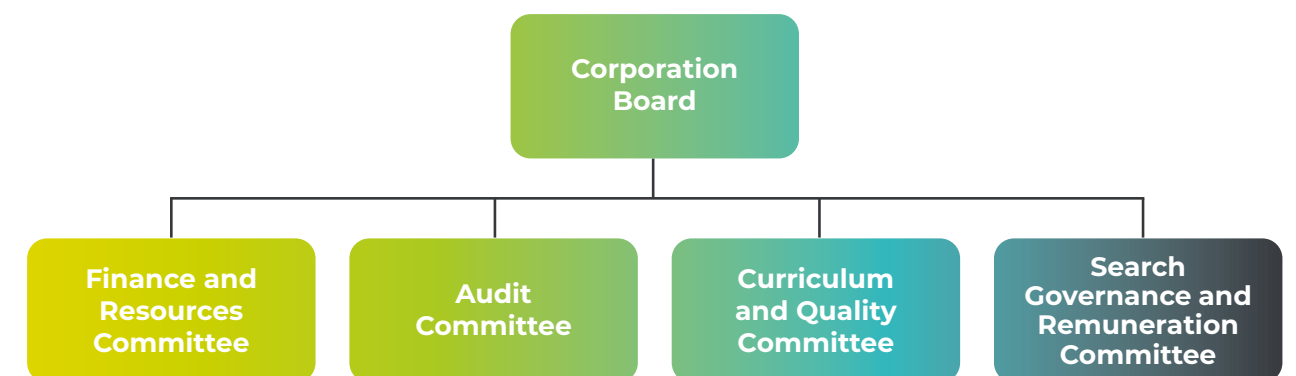 Corporation
Board
Finance and
Resources
Committee
Audit
Committee
Curriculum
and Quality
Committee
Search
Governance and
Remuneration
Committee